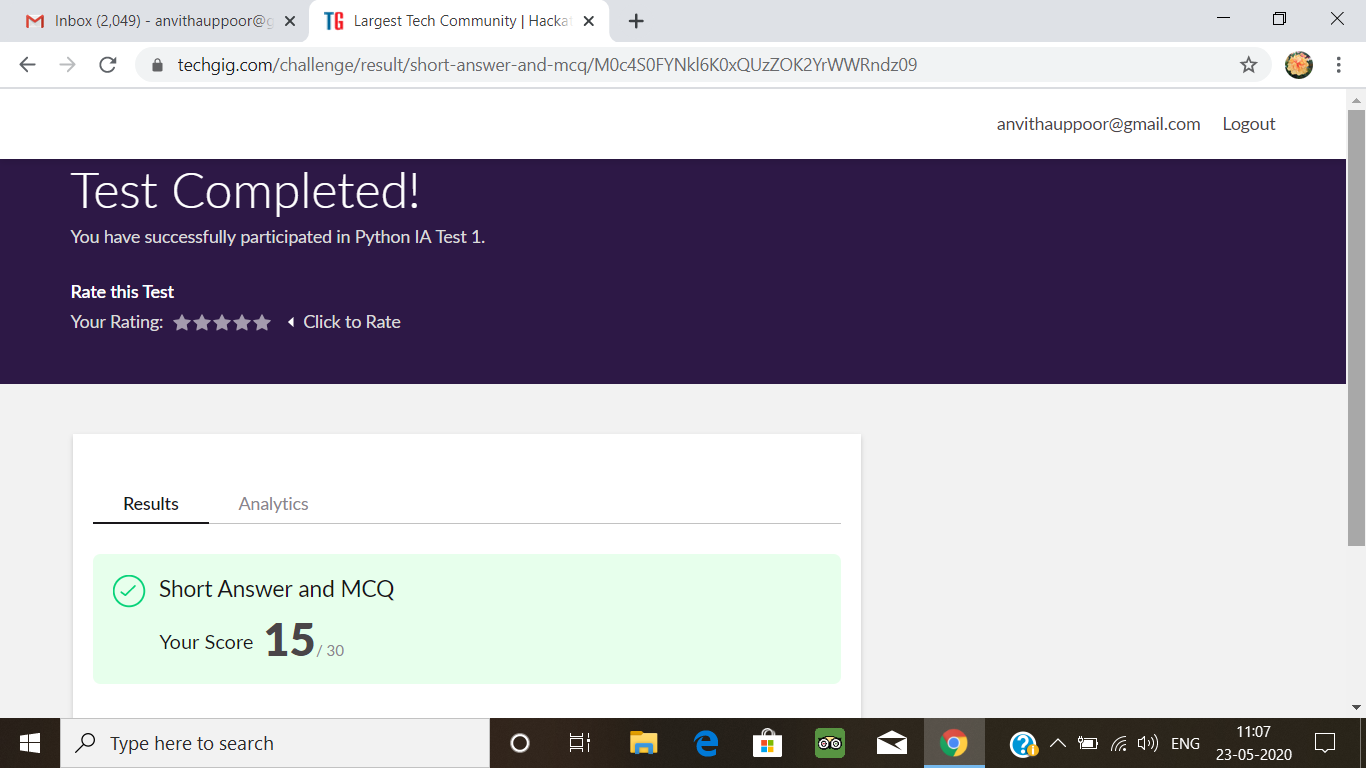 Inbox (2,049) - anvithauppoor@g
TG Largest Tech Community | Hacka
techgig.com/challenge/result/short-answer-and-mcq/M0c4S0FYNkl6K0xQUzZOK2YrWWRndz09
anvithauppoor@gmail.com Logout
Test Completed!
You have successfully participated in Python IA Test 1.
Rate this Test
Your Rating: Click to Rate
Results Analytics
Short Answer and MCQ
Your Score 15 / 30
Type here to search
ENG
11:07
23-05-2020